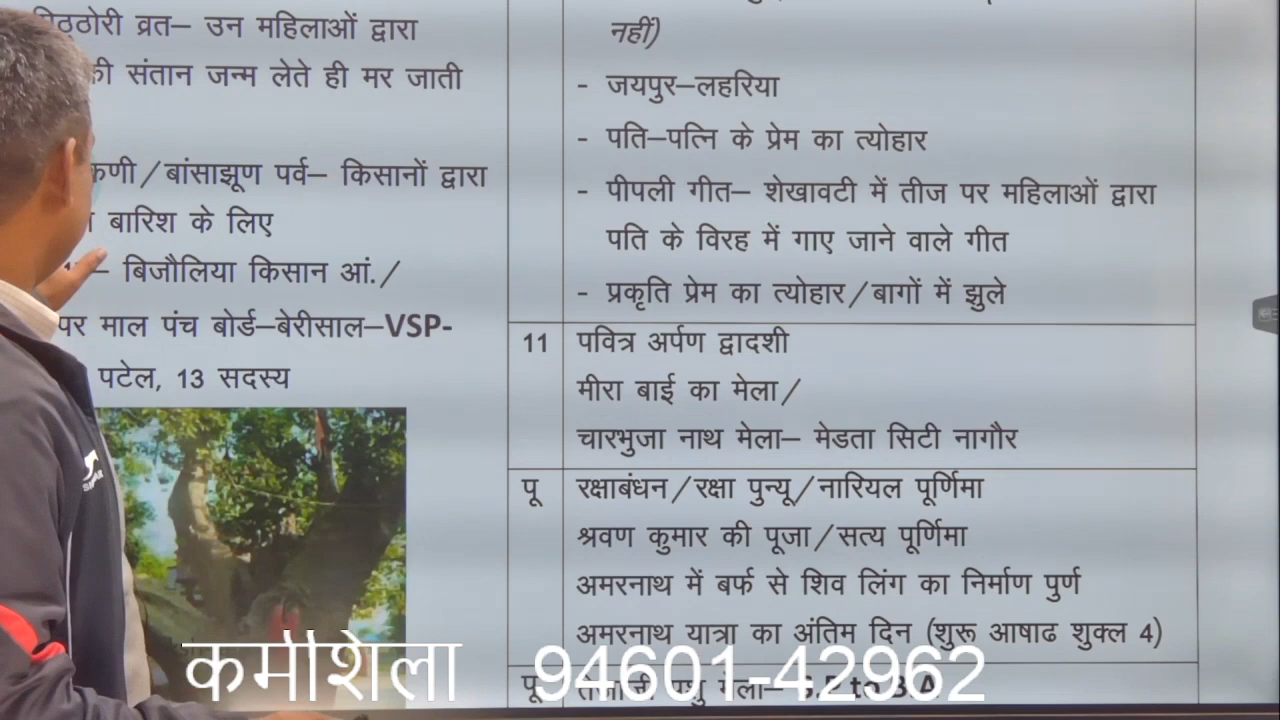 व्रत– उन महिलाओं द्वारा
की संतान जन्म लेते ही मर जाती
बांसाझूण पर्व– किसानों द्वारा
बारिश के लिए
– बिजौलिया किसान आं./
पर माल पंच बोर्ड–बेरीसाल–VSP-
पटेल, 13 सदस्य
नहीं)
- जयपुर–लहरिया
- पति–पत्नि के प्रेम का त्योहार
- पीपली गीत– शेखावटी में तीज पर महिलाओं द्वारा
पति के विरह में गाए जाने वाले गीत
- प्रकृति प्रेम का त्योहार/बागों में झुले
11 पवित्र अर्पण द्वादशी
मीरा बाई का मेला/
चारभुजा नाथ मेला– मेडता सिटी नागौर
पू रक्षाबंधन/रक्षा पुन्यू/नारियल पूर्णिमा
श्रवण कुमार की पूजा/सत्य पूर्णिमा
अमरनाथ में बर्फ से शिव लिंग का निर्माण पुर्ण
अमरनाथ यात्रा का अंतिम दिन (शुरू आषाढ शुक्ल 4)
पू मेला–
कर्मशिला 94601-42962